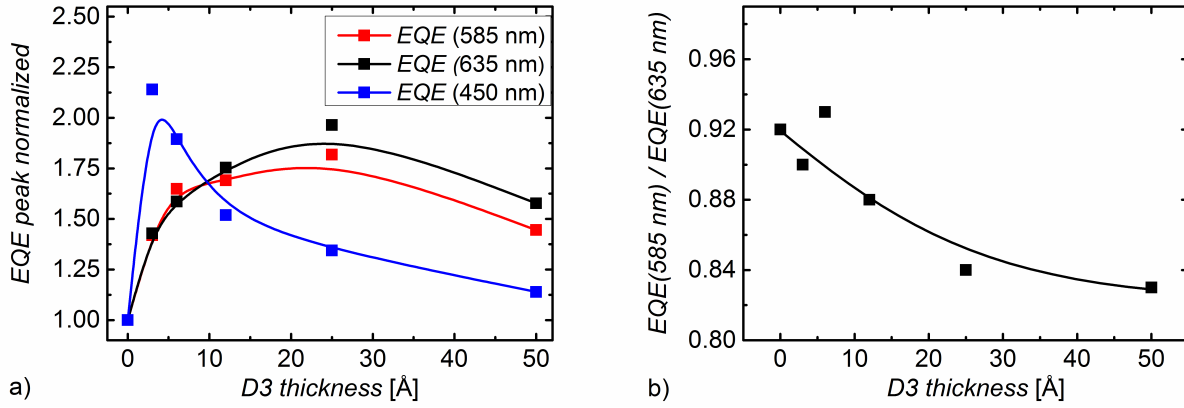 EQE peak normalized
2.50
2.25
2.00
1.75
1.50
1.25
1.00
EQE (585 nm)
EQE (635 nm)
EQE (450 nm)
0 10 20 30 40 50
D3 thickness [Å]
a)
EQE(585 nm) / EQE(635 nm)
0.96
0.92
0.88
0.84
0.80
0 10 20 30 40 50
D3 thickness [Å]
b)